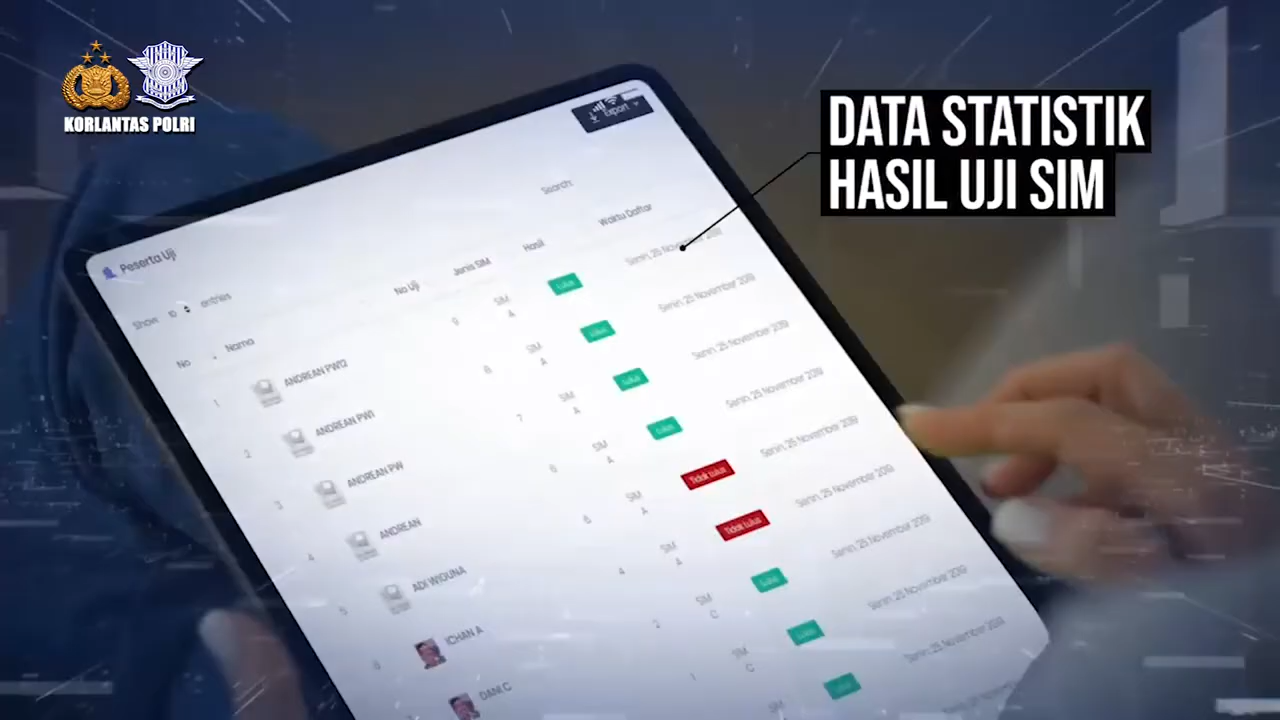 KORLANTAS POLRI
DATA STATISTIK
HASIL UJI SIM
Export
Search:
Peserta Uji
Show 10 entries
No Nama No Uji Jenis SIM Hasil Waktu Daftar
1 ANDREAN PW12 9 SIM A Lulus Senin, 25 November 2019
2 ANDREAN PW1 8 SIM A Lulus Senin, 25 November 2019
3 ANDREAN PW 7 SIM A Lulus Senin, 25 November 2019
4 ANDREAN 6 SIM A Lulus Senin, 25 November 2019
5 ADI WIGUNA SIM A Tidak lulus Senin, 25 November 2019
6 ICHAN A 4 SIM A Tidak lulus Senin, 25 November 2019
DANI.C 2 SIM C Lulus Senin, 25 November 2019
1 SIM C Lulus Senin, 25 November 2019
SIM Lulus Senin, 25 November 2019